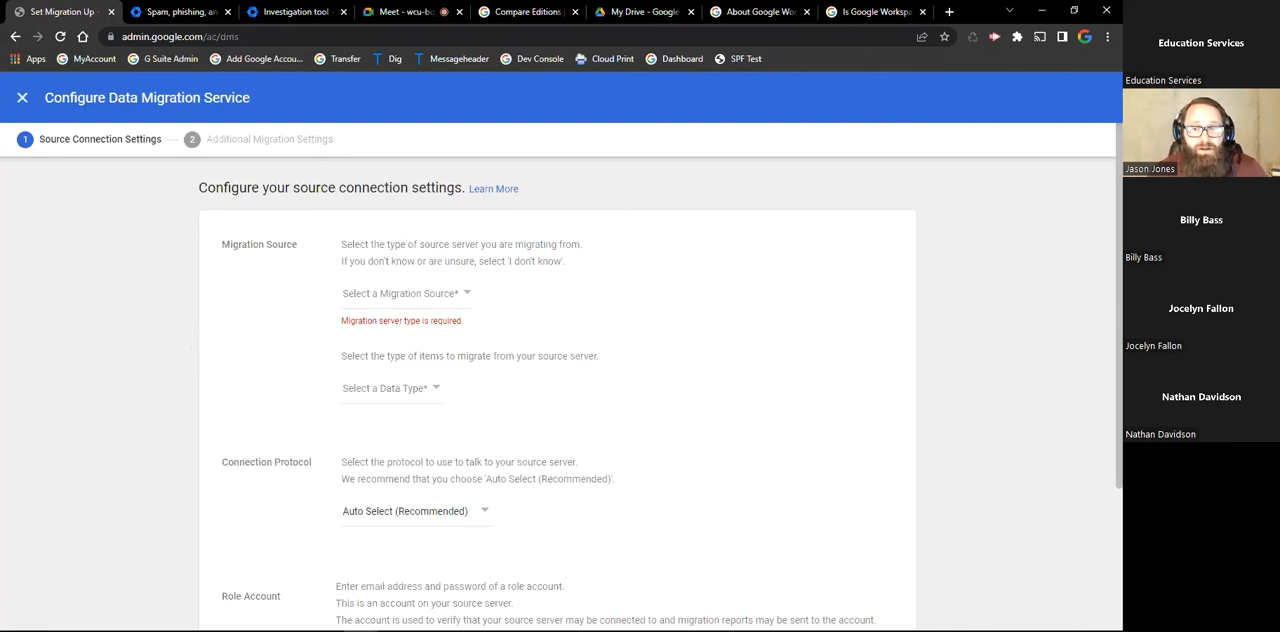 Set Migration Up
Spam, phishing, an
Investigation tool -
Meet - wcu-bc
Compare Editions
My Drive - Google
About Google Wo
Is Google Workspa
admin.google.com/ac/dms
Apps
MyAccount
G Suite Admin
Add Google Accou...
Transfer
Dig
Messageheader
Dev Console
Cloud Print
Dashboard
SPF Test
Configure Data Migration Service
1 Source Connection Settings
2 Additional Migration Settings
Configure your source connection settings. Learn More
Migration Source
Select the type of source server you are migrating from.
If you don't know or are unsure, select 'I don't know'.
Select a Migration Source*
Migration server type is required.
Select the type of items to migrate from your source server.
Select a Data Type*
Connection Protocol
Select the protocol to use to talk to your source server.
We recommend that you choose 'Auto Select (Recommended)'.
Auto Select (Recommended)
Role Account
Enter email address and password of a role account.
This is an account on your source server.
The account is used to verify that your source server may be connected to and migration reports may be sent to the account.
Education Services
Education Services
Jason Jones
Billy Bass
Billy Bass
Jocelyn Fallon
Jocelyn Fallon
Nathan Davidson
Nathan Davidson